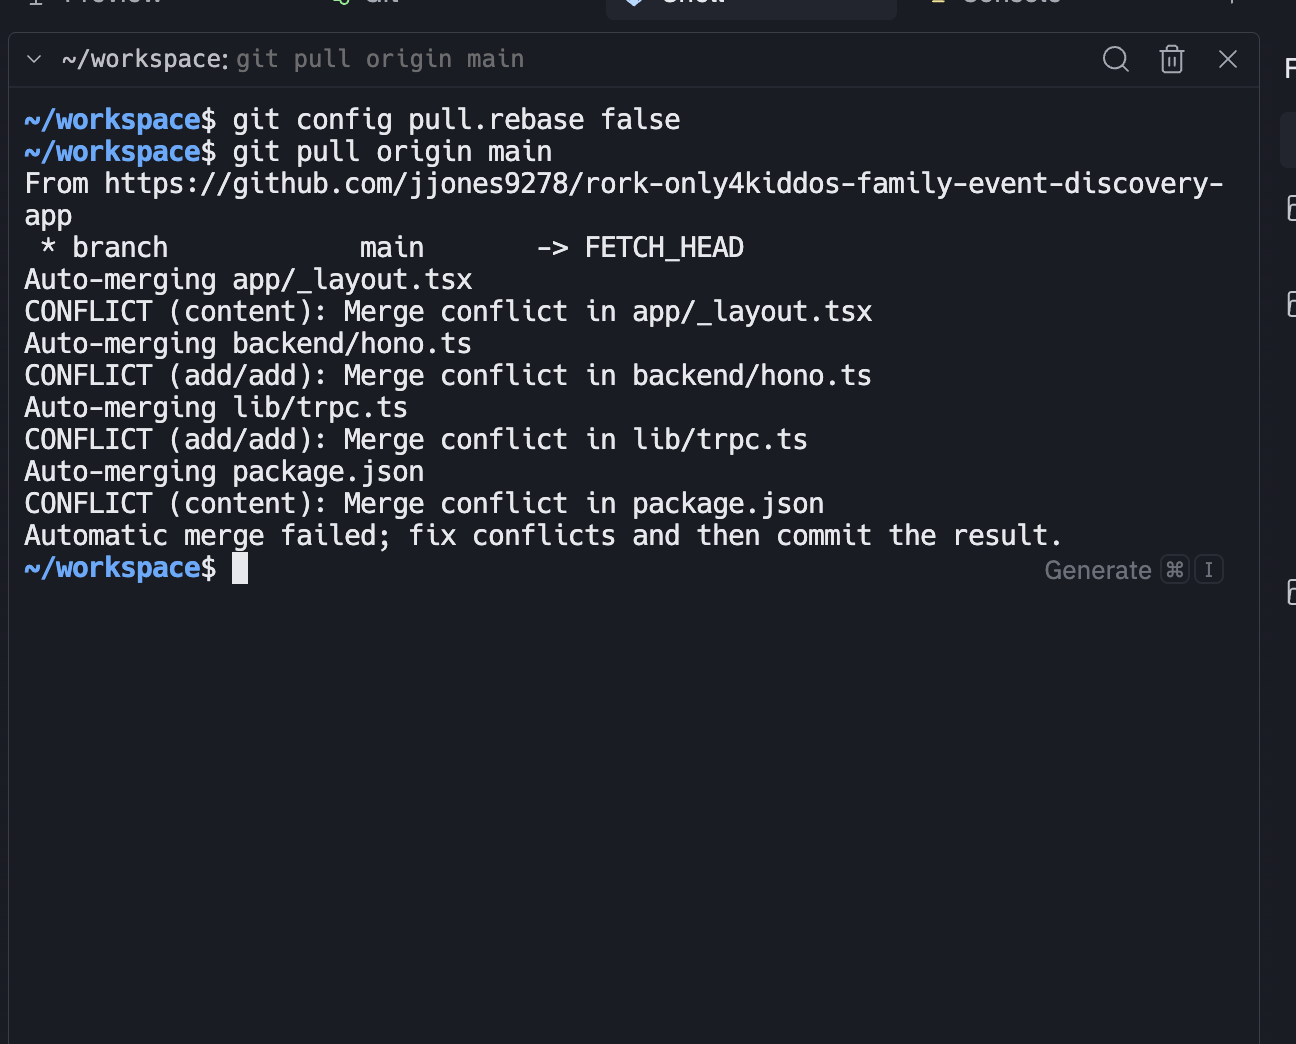 ~/workspace: git pull origin main
~/workspace$ git config pull.rebase false
~/workspace$ git pull origin main
From https://github.com/jjones9278/rork-only4kiddos-family-event-discovery-
app
 * branch            main       -> FETCH_HEAD
Auto-merging app/_layout.tsx
CONFLICT (content): Merge conflict in app/_layout.tsx
Auto-merging backend/hono.ts
CONFLICT (add/add): Merge conflict in backend/hono.ts
Auto-merging lib/trpc.ts
CONFLICT (add/add): Merge conflict in lib/trpc.ts
Auto-merging package.json
CONFLICT (content): Merge conflict in package.json
Automatic merge failed; fix conflicts and then commit the result.
~/workspace$
Generate ⌘ I